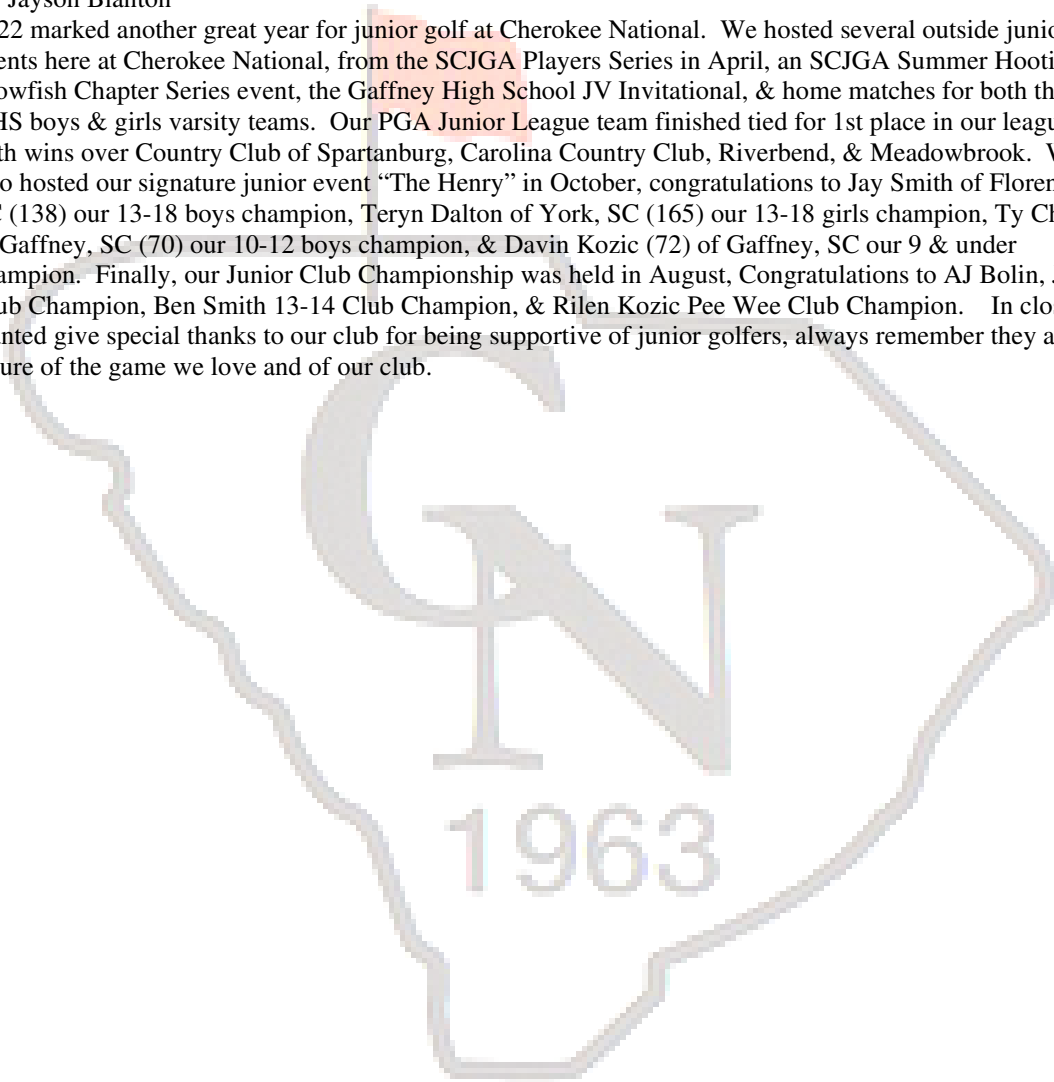 Jayson Blanton
22 marked another great year for junior golf at Cherokee National. We hosted several outside junio
ents here at Cherokee National, from the SCJGA Players Series in April, an SCJGA Summer Hooti
owfish Chapter Series event, the Gaffney High School JV Invitational, & home matches for both th
HS boys & girls varsity teams. Our PGA Junior League team finished tied for 1st place in our leagu
th wins over Country Club of Spartanburg, Carolina Country Club, Riverbend, & Meadowbrook. W
o hosted our signature junior event “The Henry” in October, congratulations to Jay Smith of Floren
C (138) our 13-18 boys champion, Teryn Dalton of York, SC (165) our 13-18 girls champion, Ty Ch
Gaffney, SC (70) our 10-12 boys champion, & Davin Kozic (72) of Gaffney, SC our 9 & under
ampion. Finally, our Junior Club Championship was held in August, Congratulations to AJ Bolin, J
ub Champion, Ben Smith 13-14 Club Champion, & Rilen Kozic Pee Wee Club Champion. In clos
nted give special thanks to our club for being supportive of junior golfers, always remember they a
ure of the game we love and of our club.
CN
1963